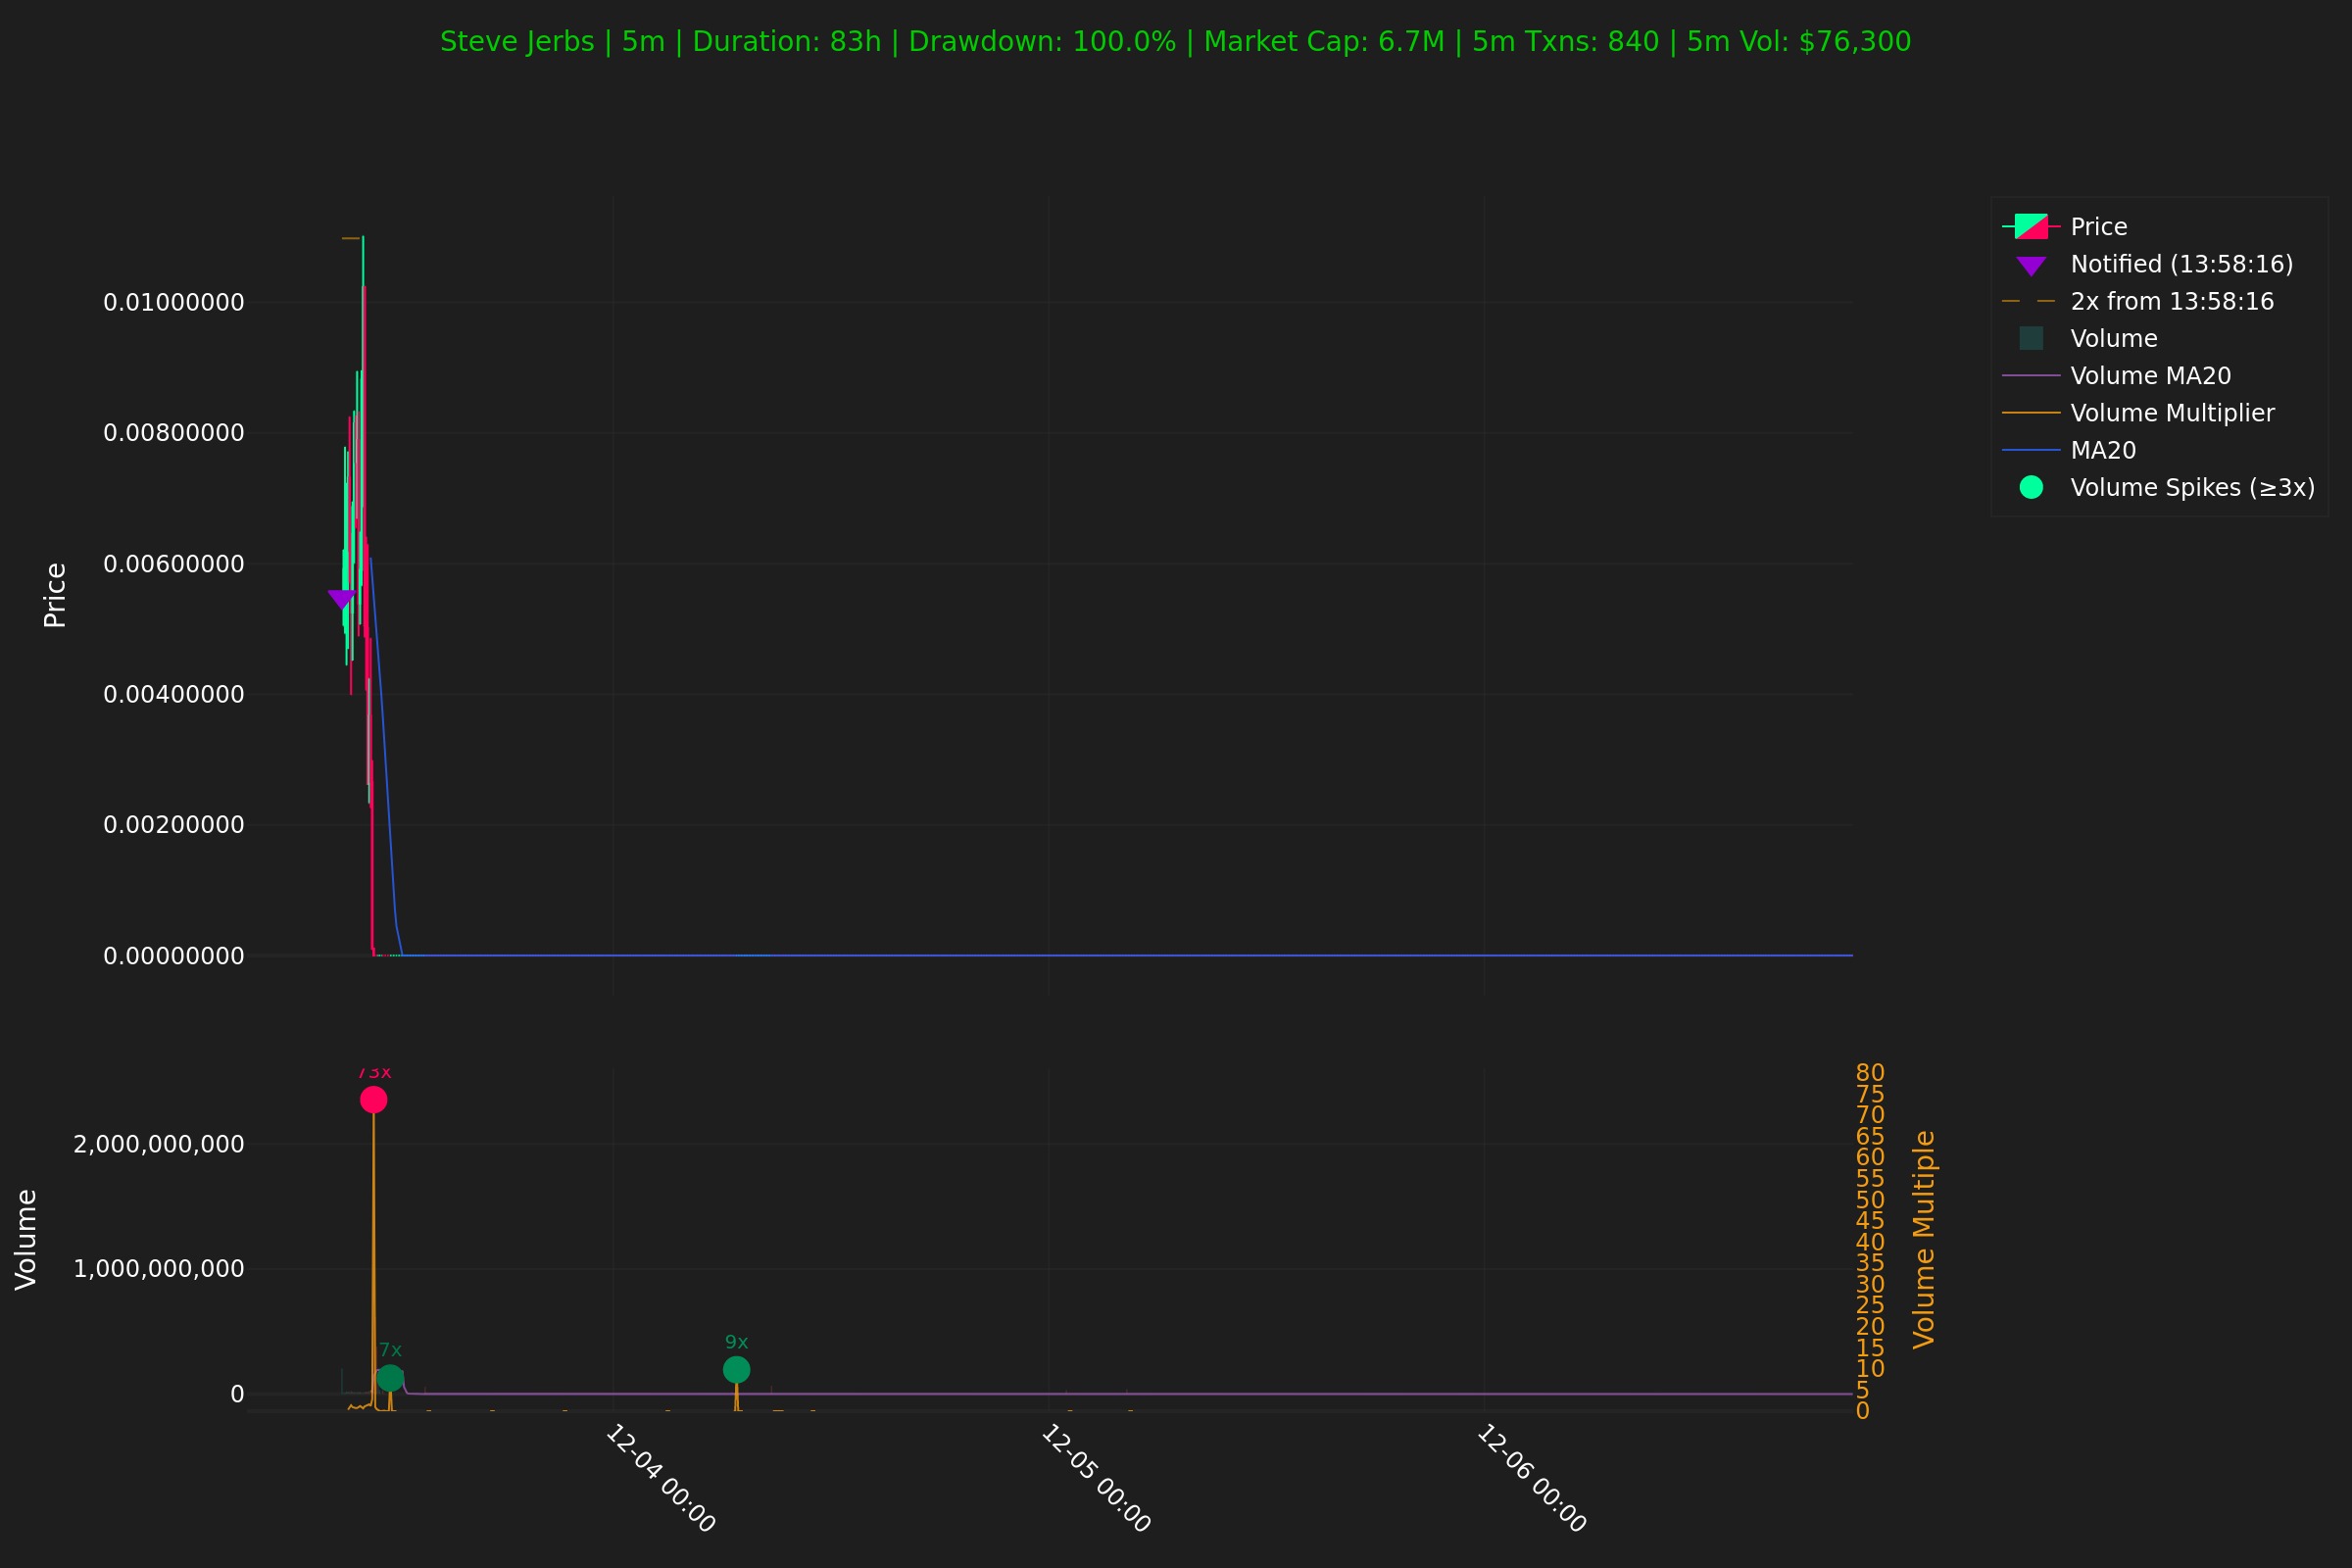 Steve Jerbs | 5m | Duration: 83h | Drawdown: 100.0% | Market Cap: 6.7M | 5m Txns: 840 | 5m Vol: $76,300
Price
0.01000000
0.00800000
0.00600000
0.00400000
0.00200000
0.00000000
Price
Notified (13:58:16)
2x from 13:58:16
Volume
Volume MA20
Volume Multiplier
MA20
Volume Spikes (≥3x)
Volume
2,000,000,000
1,000,000,000
0
73x
7x
9x
80
75
70
65
60
55
50
45
40
35
30
25
20
15
10
5
0
Volume Multiple
12-04 00:00
12-05 00:00
12-06 00:00